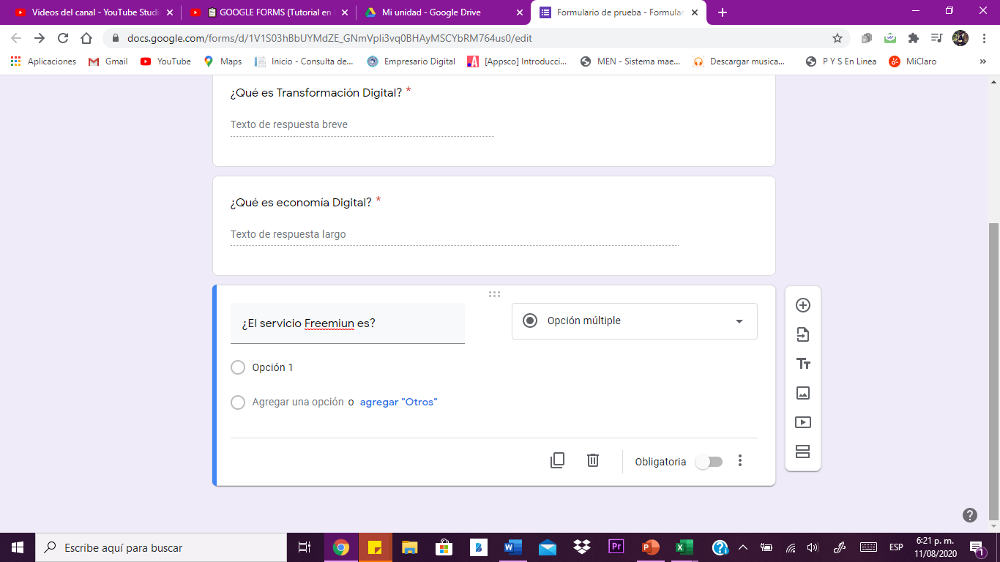 Videos del canal - YouTube Studi
📋 GOOGLE FORMS (Tutorial en
Mi unidad - Google Drive
Formulario de prueba - Formular
docs.google.com/forms/d/1V1S03hBbUYMdZE_GNmVpIi3vq0BHAyMSCYbRM764us0/edit
Aplicaciones
Gmail
YouTube
Maps
Inicio - Consulta de...
Empresario Digital
[Appsco] Introducci...
MEN - Sistema mae...
Descargar musica...
P Y S En Linea
MiClaro
»
¿Qué es Transformación Digital? *
Texto de respuesta breve
¿Qué es economía Digital? *
Texto de respuesta largo
¿El servicio Freemiun es?
Opción múltiple
Opción 1
Agregar una opción o agregar "Otros"
Obligatoria
Escribe aquí para buscar
Pr
ESP
6:21 p. m.
11/08/2020
1